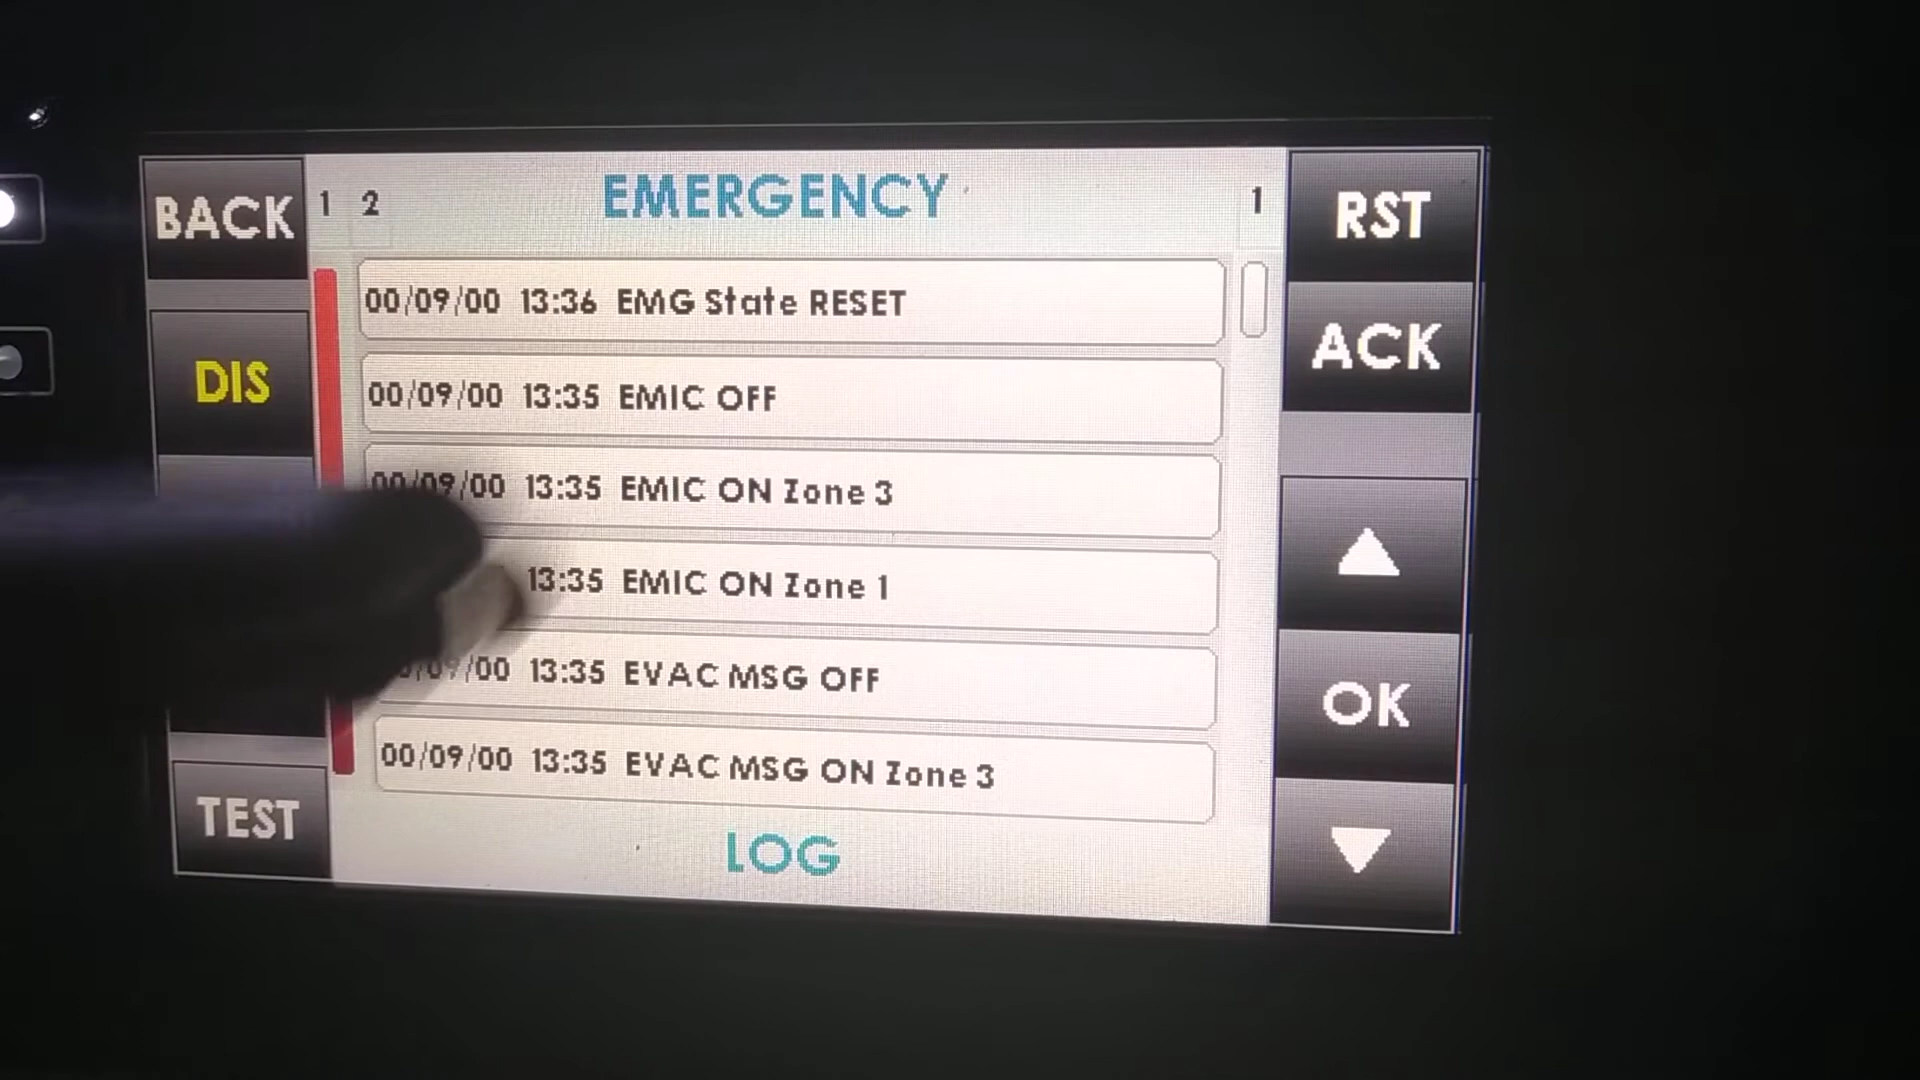 BACK
1 2
EMERGENCY
1
RST
00/09/00 13:36 EMG State RESET
ACK
00/09/00 13:35 EMIC OFF
DIS
00/09/00 13:35 EMIC ON Zone 3
13:35 EMIC ON Zone 1
/00 13:35 EVAC MSG OFF
OK
00/09/00 13:35 EVAC MSG ON Zone 3
TEST
LOG